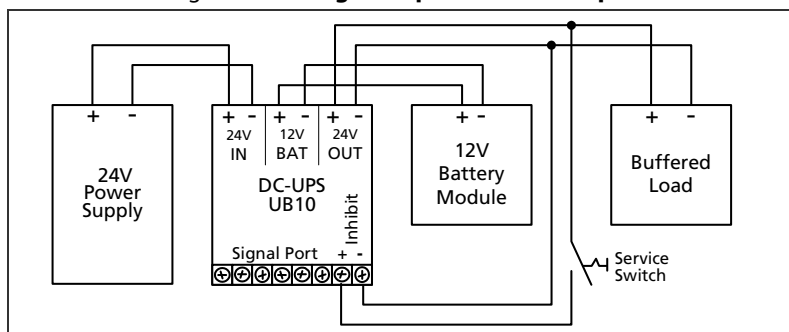 + -
24V
Power
Supply
+ - + - + -
24V 12V 24V
IN BAT OUT
DC-UPS
UB10
Inhibit
Signal Port + -
+ -
12V
Battery
Module
+ -
Buffered
Load
Service
Switch